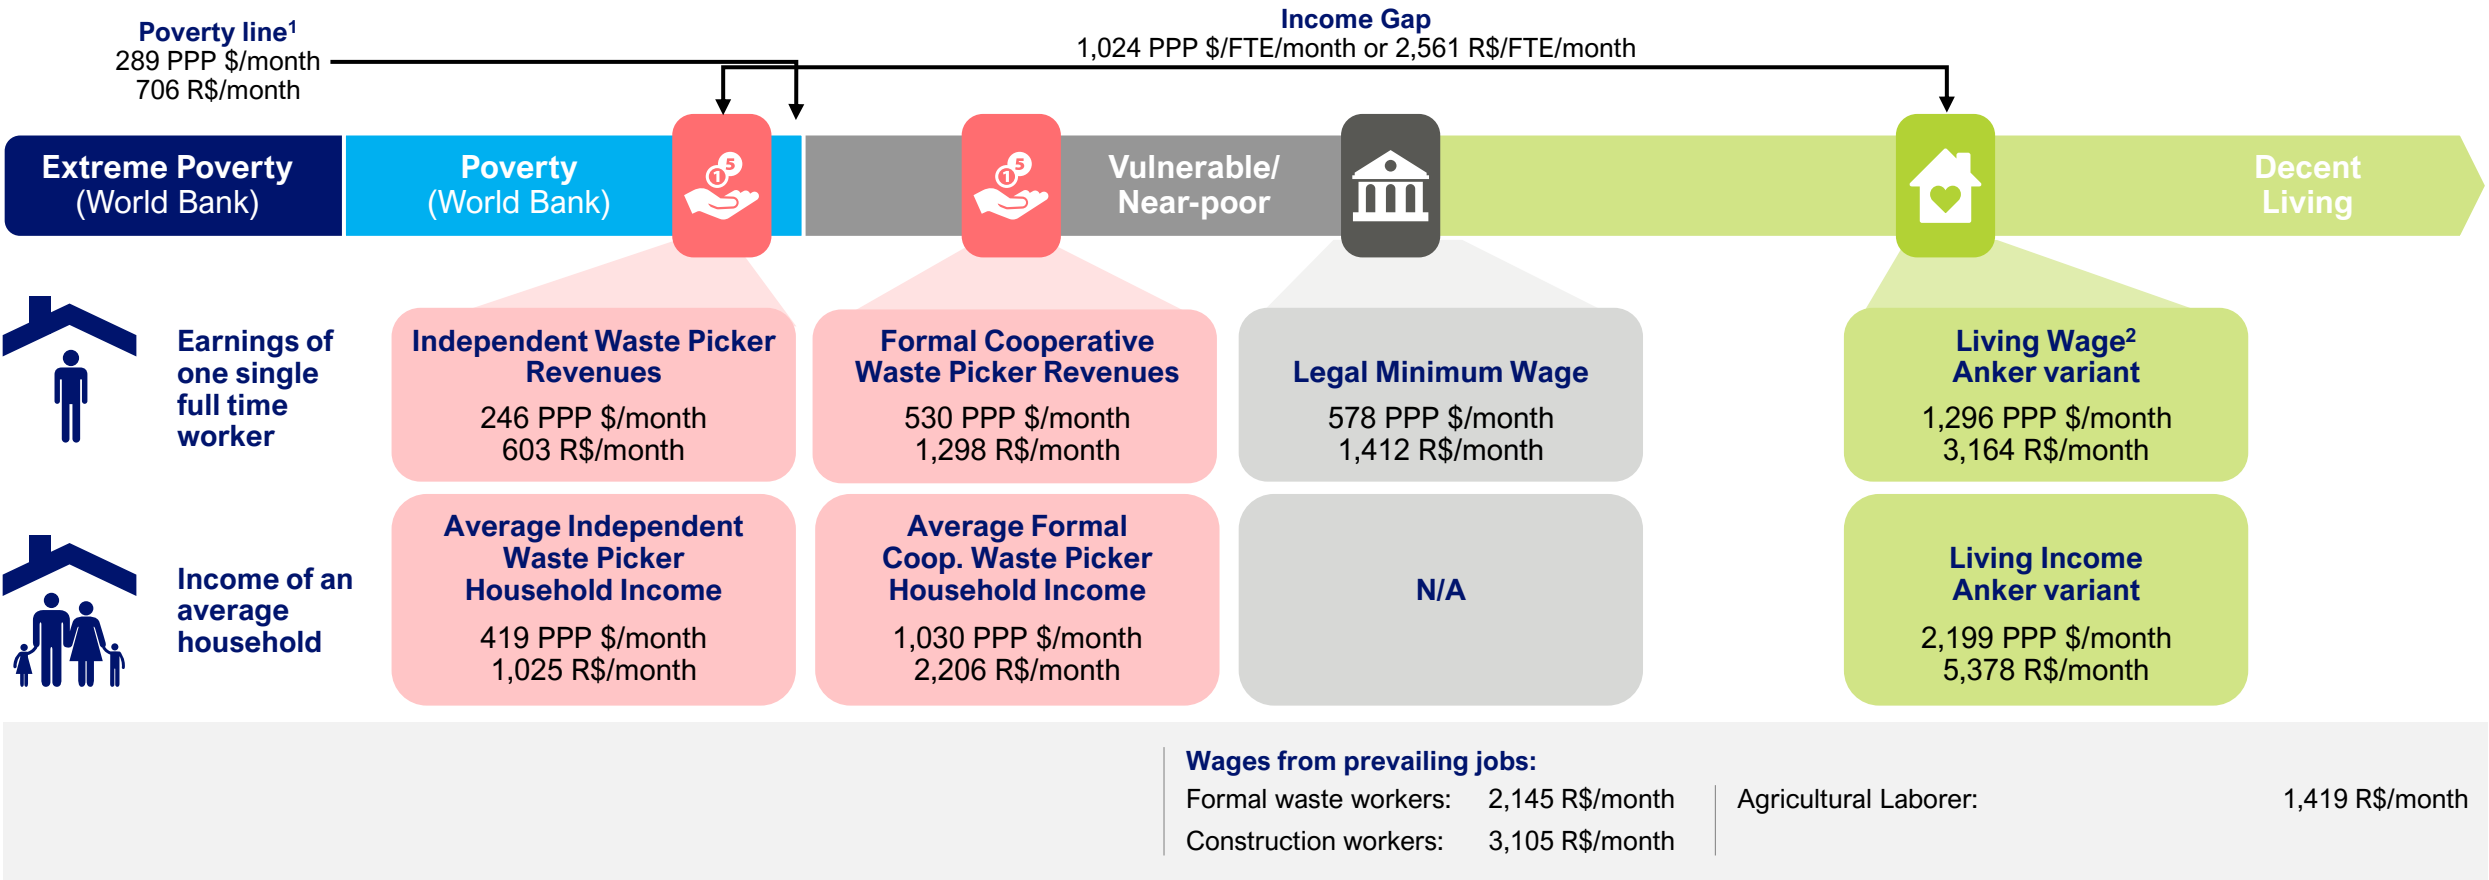 Poverty line1
289 PPP $/month
706 R$/month
Income Gap
1,024 PPP $/FTE/month or 2,561 R$/FTE/month
Extreme Poverty
(World Bank)
Poverty
(World Bank)
1 5
1 5
Vulnerable/
Near-poor
Decent
Living
Earnings of
one single
full time
worker
Independent Waste Picker
Revenues
246 PPP $/month
603 R$/month
Formal Cooperative
Waste Picker Revenues
530 PPP $/month
1,298 R$/month
Legal Minimum Wage
578 PPP $/month
1,412 R$/month
Living Wage2
Anker variant
1,296 PPP $/month
3,164 R$/month
Income of an
average
household
Average Independent
Waste Picker
Household Income
419 PPP $/month
1,025 R$/month
Average Formal
Coop. Waste Picker
Household Income
1,030 PPP $/month
2,206 R$/month
N/A
Living Income
Anker variant
2,199 PPP $/month
5,378 R$/month
Wages from prevailing jobs:
Formal waste workers: 2,145 R$/month
Construction workers: 3,105 R$/month
Agricultural Laborer: 1,419 R$/month